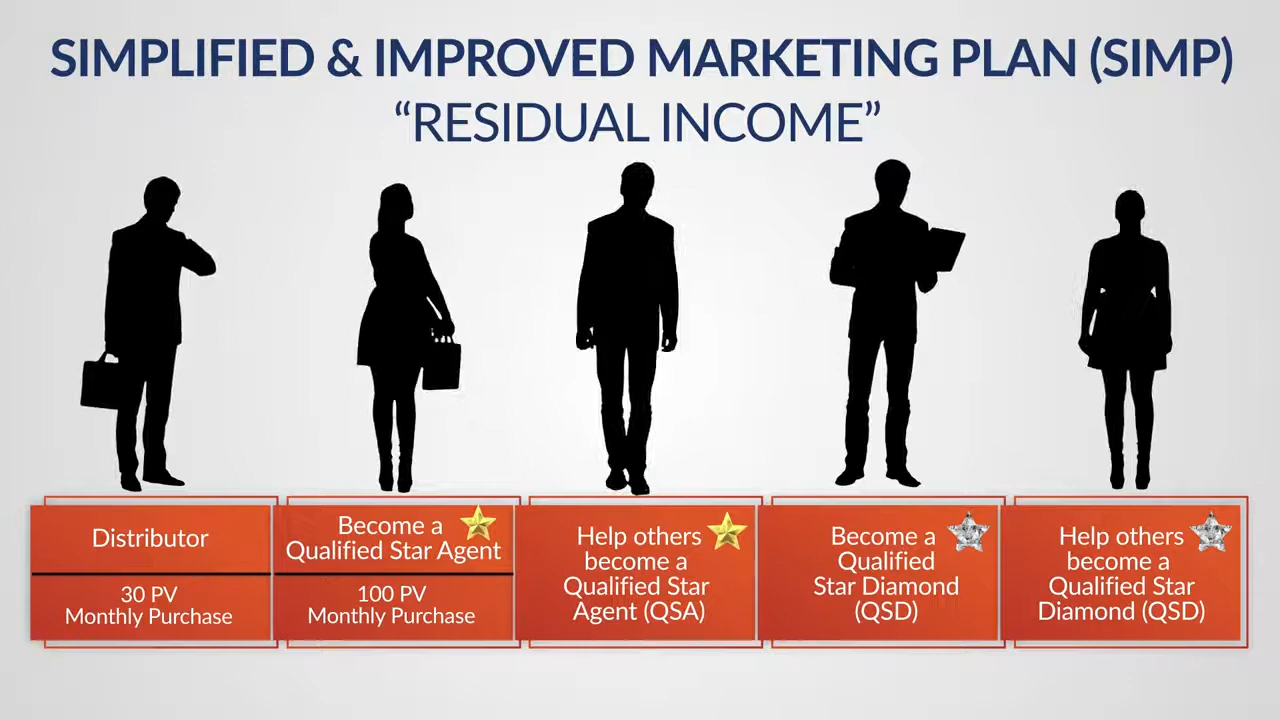 SIMPLIFIED & IMPROVED MARKETING PLAN (SIMP)
“RESIDUAL INCOME”
Distributor
30 PV
Monthly Purchase
Become a
Qualified Star Agent
100 PV
Monthly Purchase
Help others
become a
Qualified Star
Agent (QSA)
Become a
Qualified
Star Diamond
(QSD)
Help others
become a
Qualified Star
Diamond (QSD)